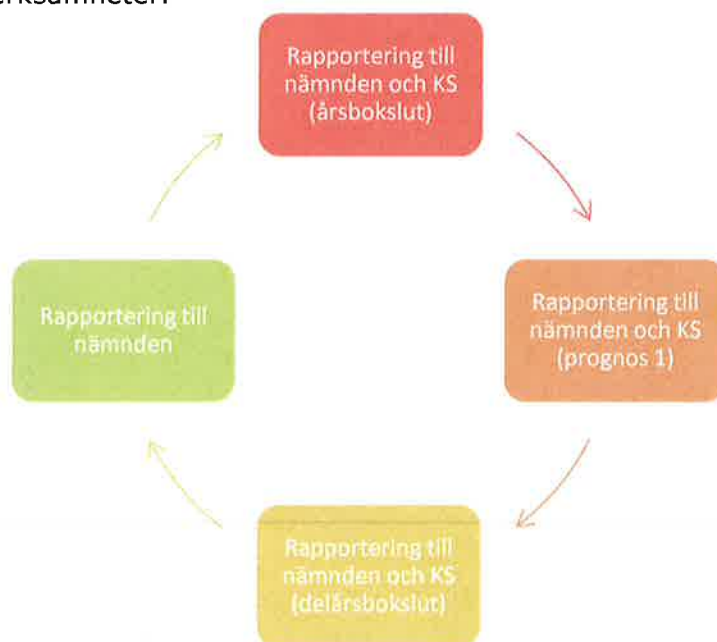 Rapportering till
nämnden och KS
(årsbokslut)
Rapportering till
nämnden och KS
(prognos 1)
Rapportering till
nämnden och KS
(delårsbokslut)
Rapportering till
nämnden